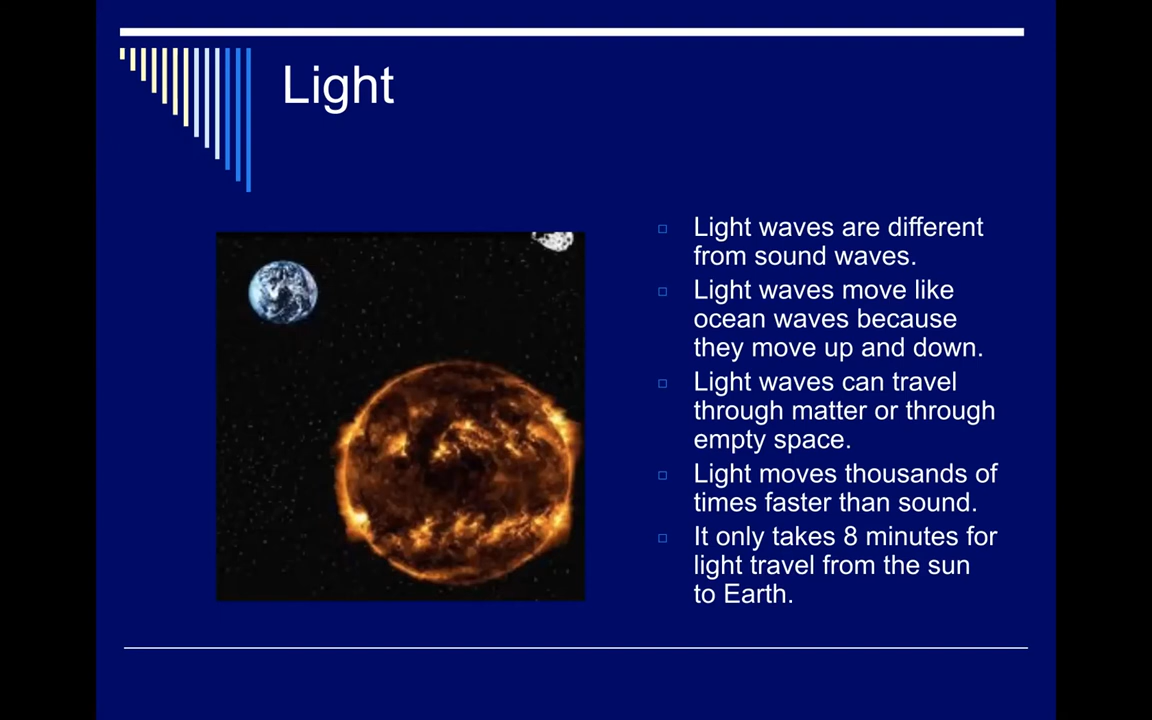 Light
Light waves are different
from sound waves.
Light waves move like
ocean waves because
they move up and down.
Light waves can travel
through matter or through
empty space.
Light moves thousands of
times faster than sound.
It only takes 8 minutes for
light travel from the sun
to Earth.